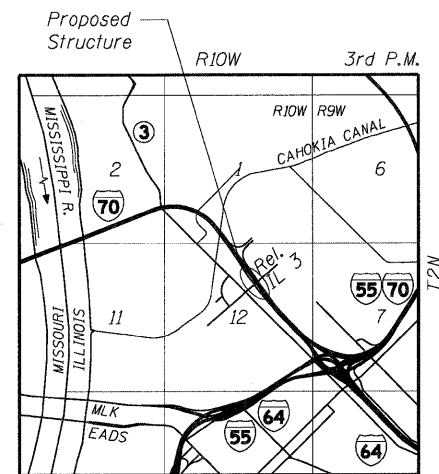 Proposed
Structure
R10W
3rd P.M.
R10W R9W
MISSISSIPPI R.
3
2
1
CAHOKIA CANAL
6
70
Rel.
IL 3
55 70
T2N
MISSOURI
ILLINOIS
11
12
7
MLK
EADS
64
55
64